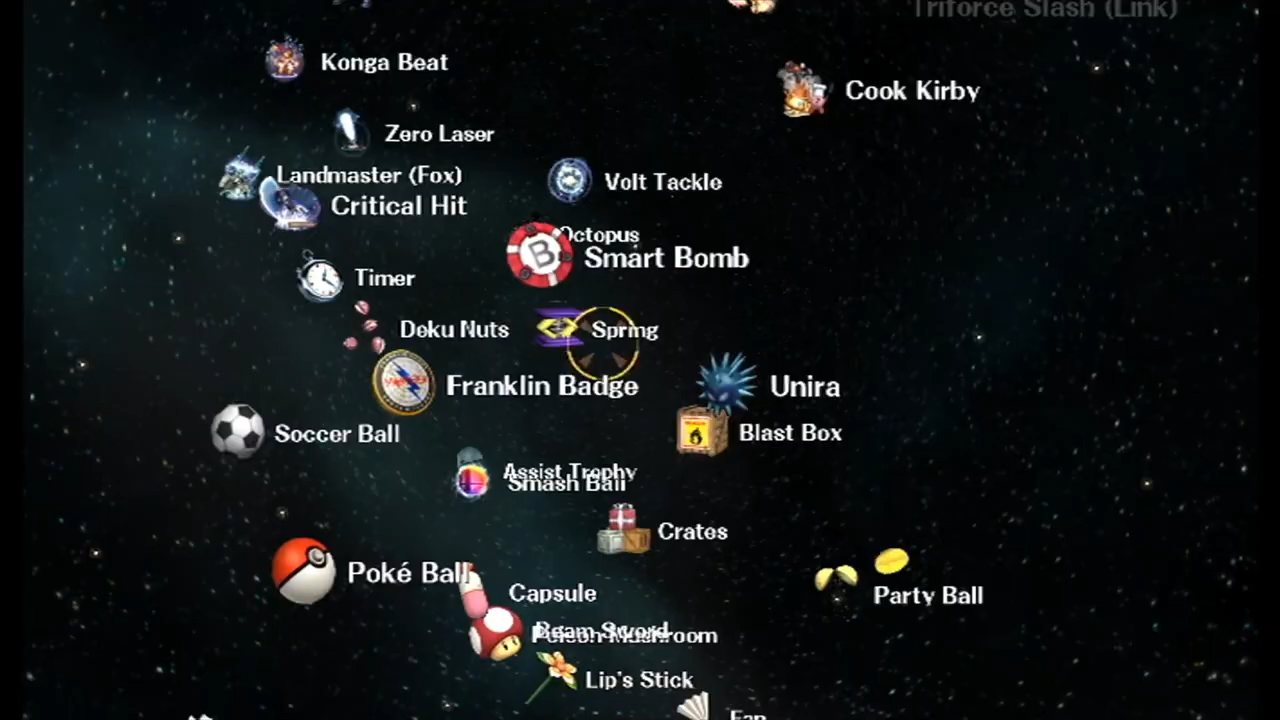 Triforce Slash (Link)
Konga Beat
Cook Kirby
Zero Laser
Landmaster (Fox)
Volt Tackle
Critical Hit
Octopus
B
Smart Bomb
Timer
Deku Nuts
Spring
Franklin Badge
Unira
Soccer Ball
Blast Box
Assist Trophy
Smash Ball
Crates
Poké Ball
Capsule
Party Ball
Beam Sword
Poison Mushroom
Lip's Stick
Fan